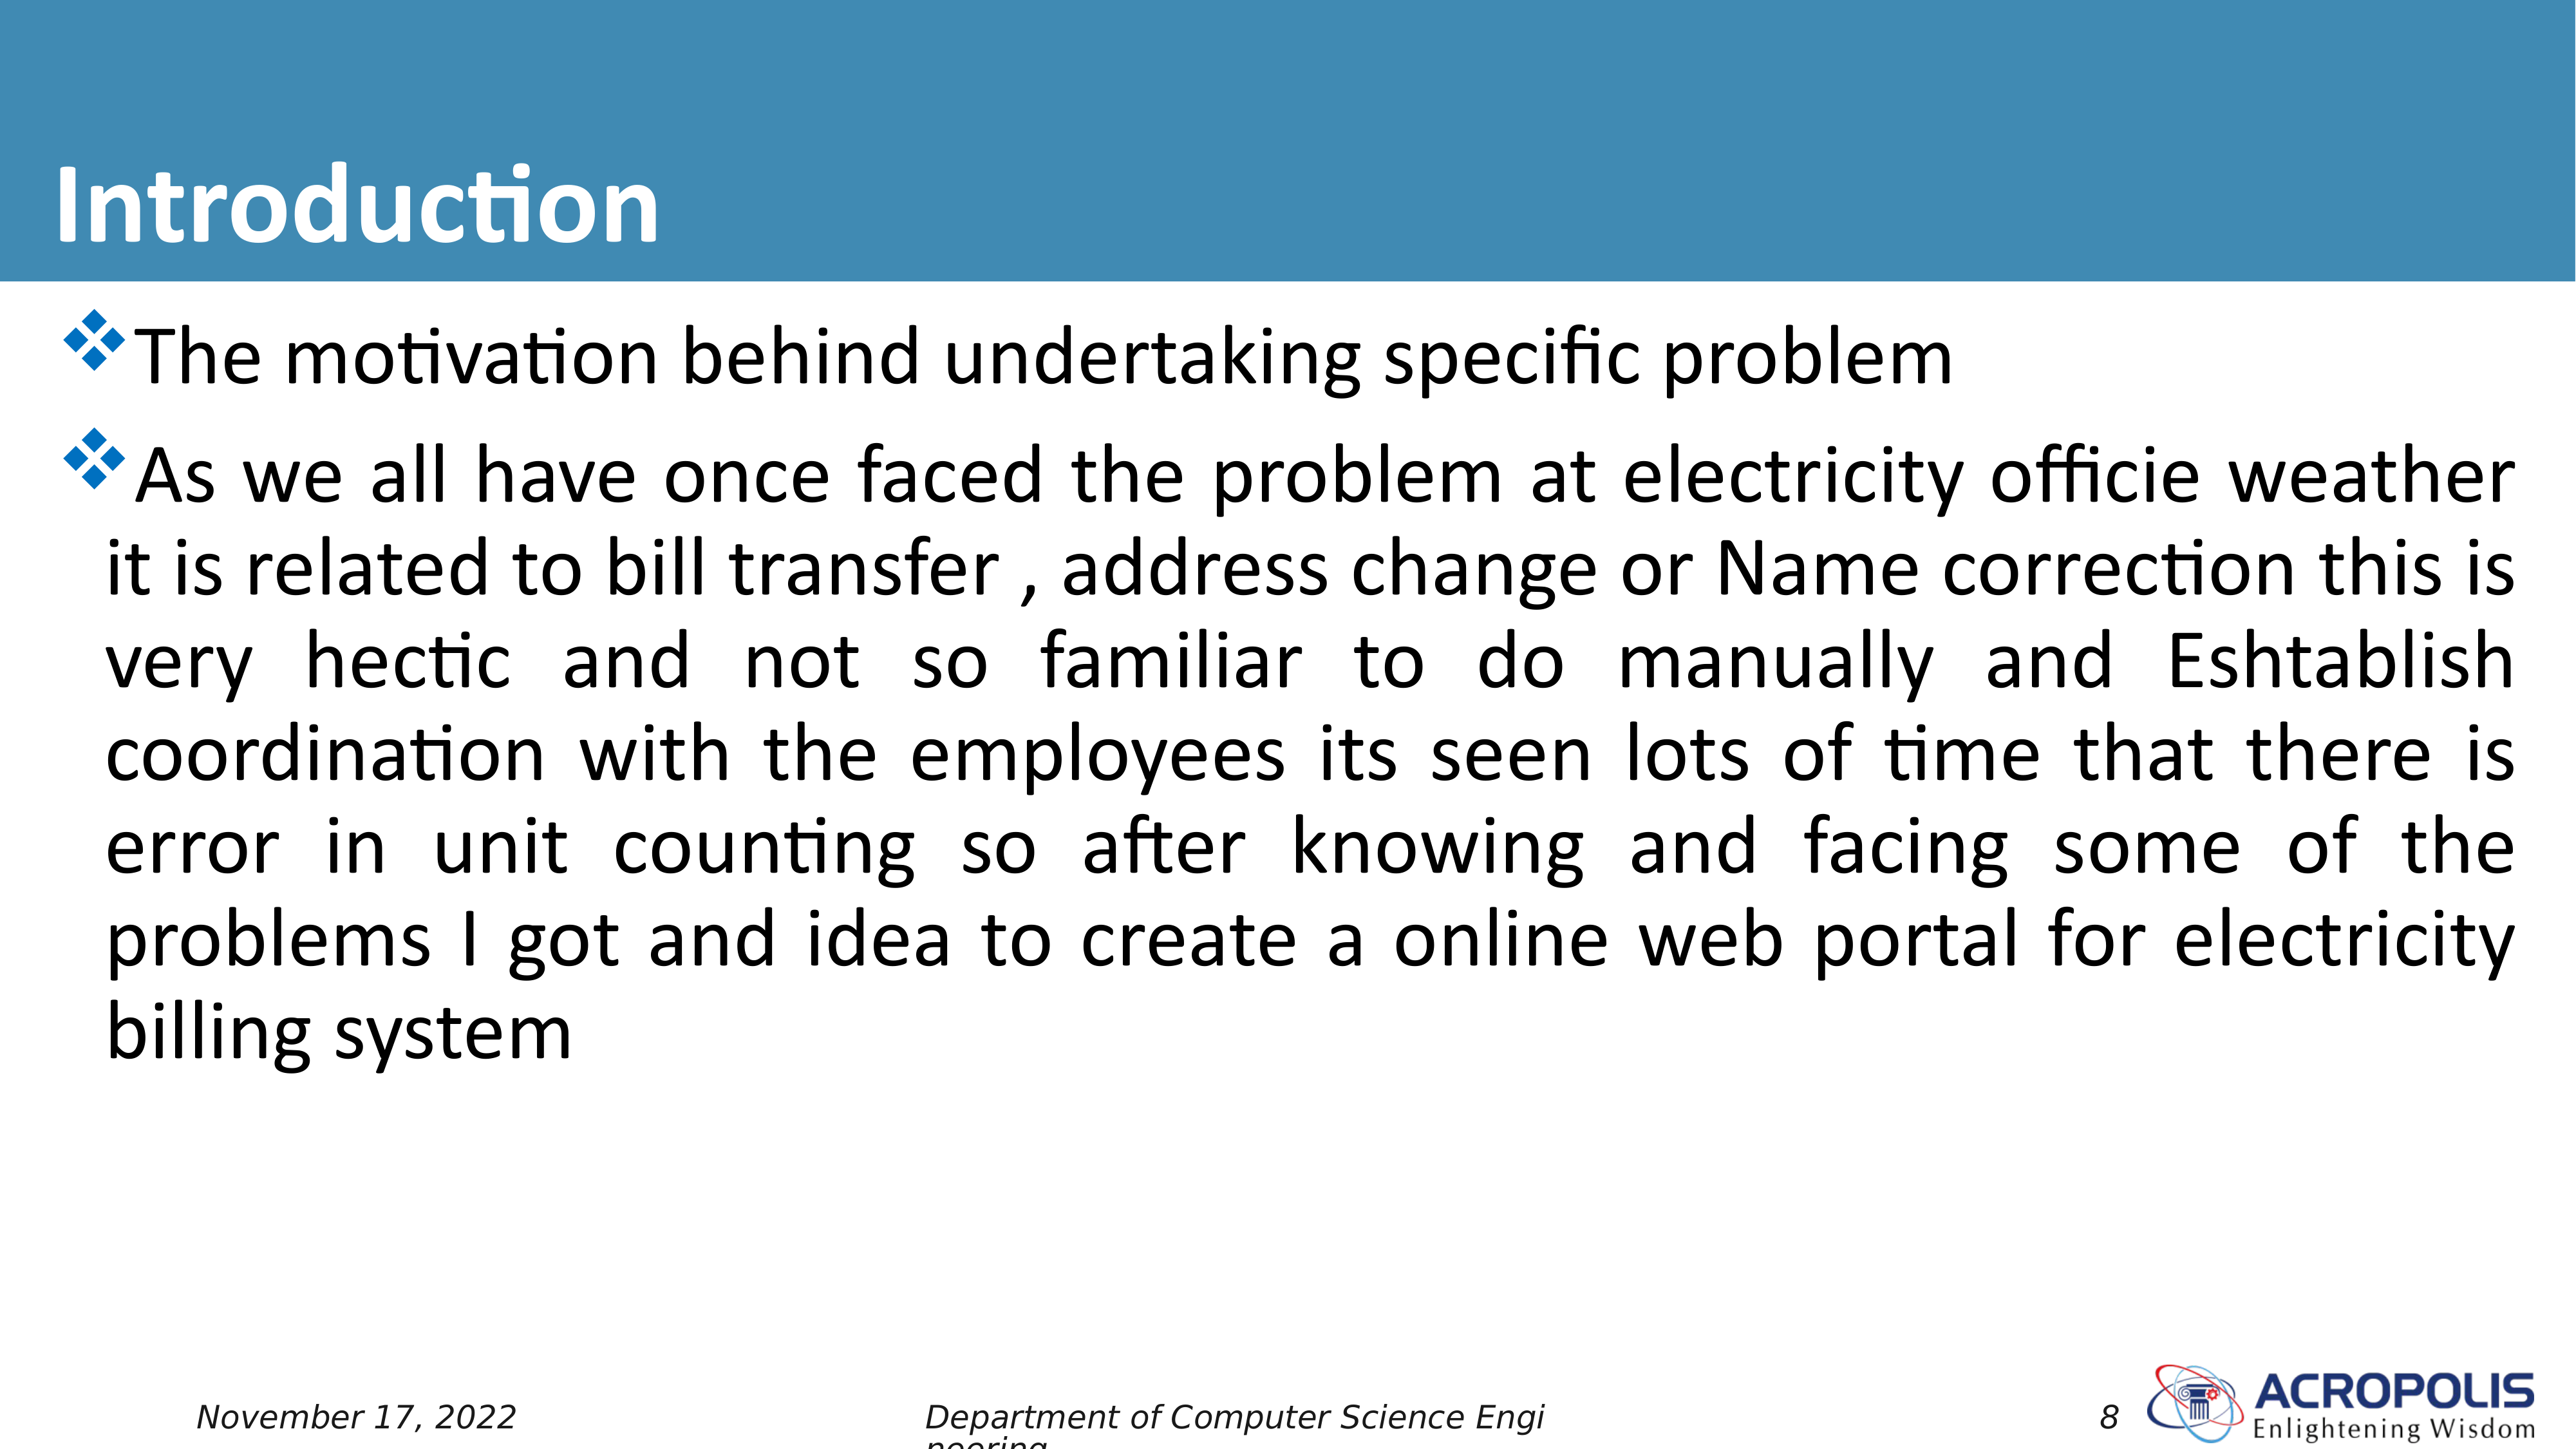 Introduction
❖The motivation behind undertaking specific problem
❖As we all have once faced the problem at electricity officie weather
it is related to bill transfer , address change or Name correction this is
very hectic and not so familiar to do manually and Eshtablish
coordination with the employees its seen lots of time that there is
error in unit counting so after knowing and facing some of the
problems I got and idea to create a online web portal for electricity
billing system
November 17, 2022
Department of Computer Science Engi
neering
8
ACROPOLIS
Enlightening Wisdom